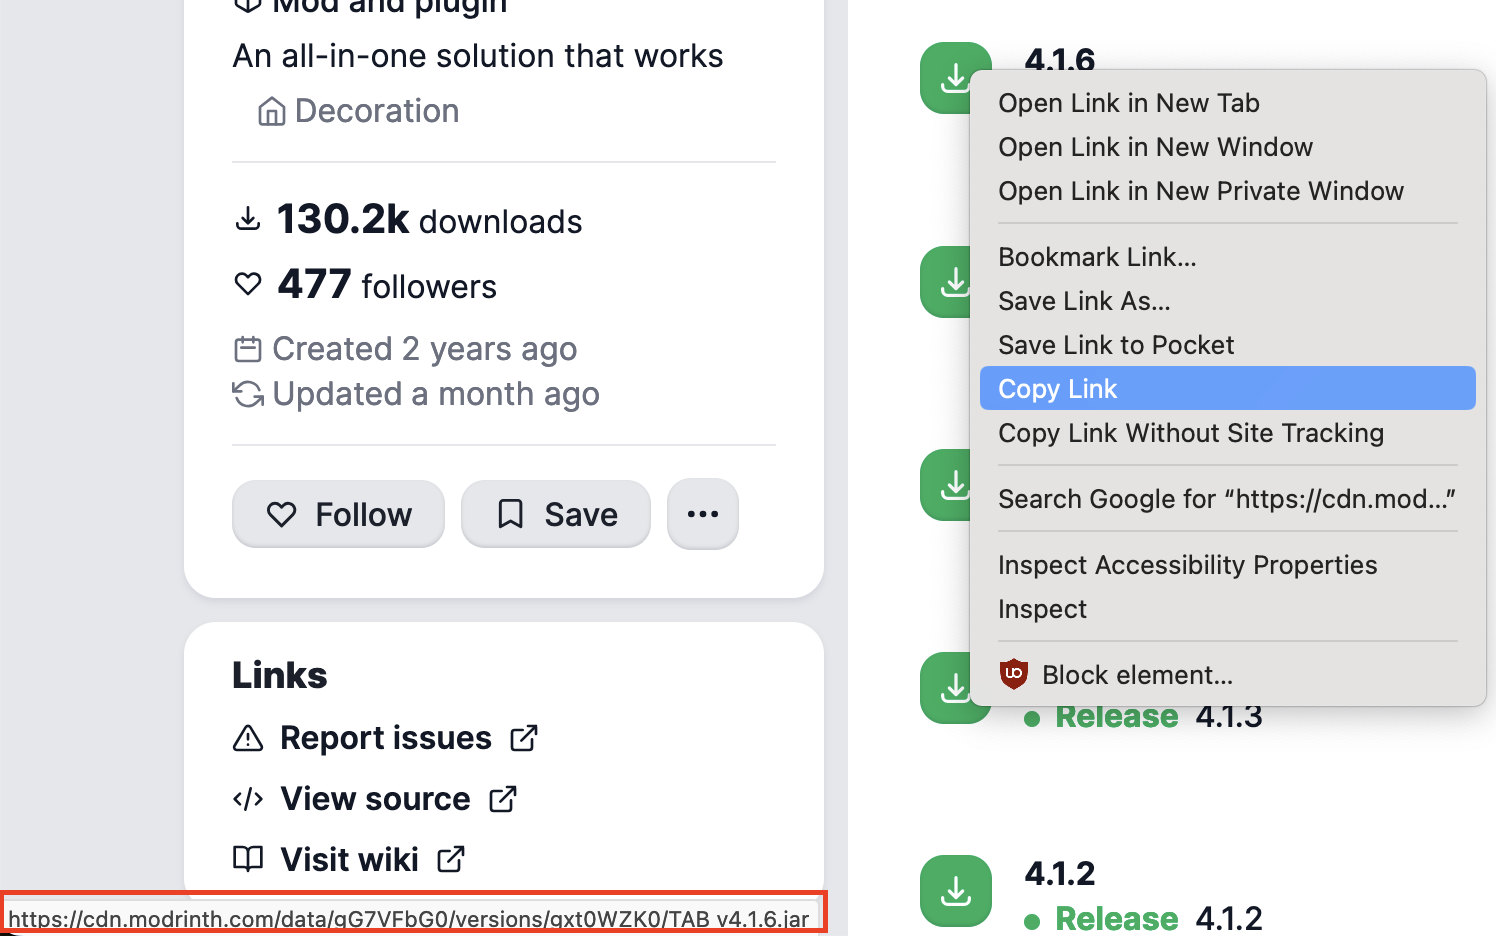 Mod and plugin
An all-in-one solution that works
Decoration
130.2k downloads
477 followers
Created 2 years ago
Updated a month ago
Follow
Save
Links
Report issues
View source
Visit wiki
https://cdn.modrinth.com/data/gG7VFbG0/versions/gxt0WZK0/TAB v4.1.6.jar
4.1.6
Open Link in New Tab
Open Link in New Window
Open Link in New Private Window
Bookmark Link...
Save Link As...
Save Link to Pocket
Copy Link
Copy Link Without Site Tracking
Search Google for “https://cdn.mod...”
Inspect Accessibility Properties
Inspect
Block element...
Release 4.1.3
4.1.2
Release 4.1.2